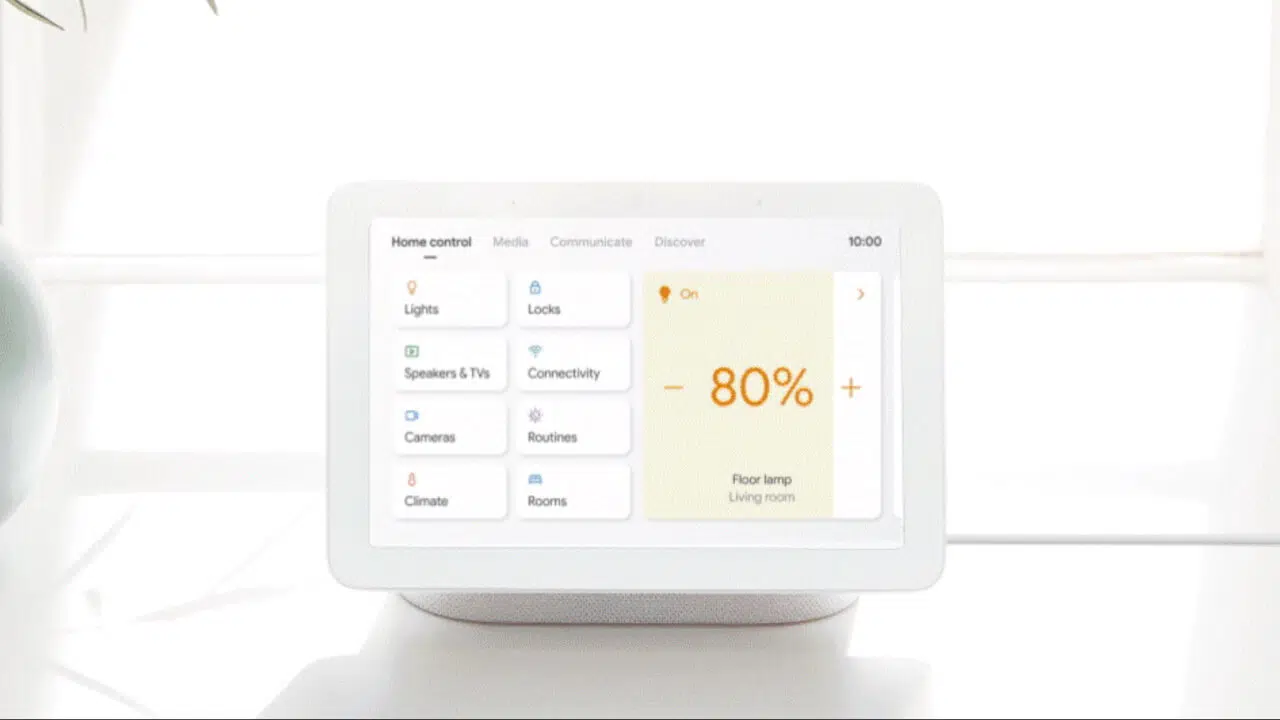 Home control Media Communicate Discover 10:00
Lights
Locks
Speakers & TVs
Connectivity
Cameras
Routines
Climate
Rooms
On
80%
Floor lamp
Living room